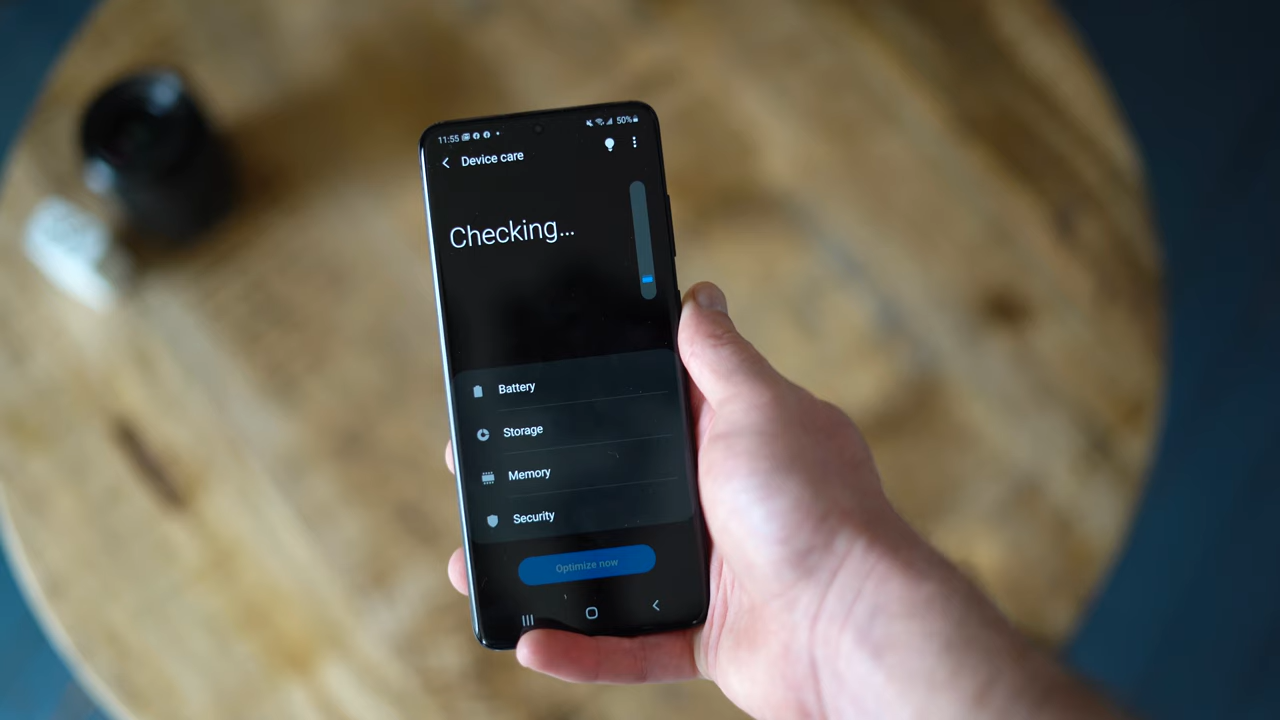 11:55
50%
Device care
Checking...
Battery
Storage
Memory
Security
Optimize now